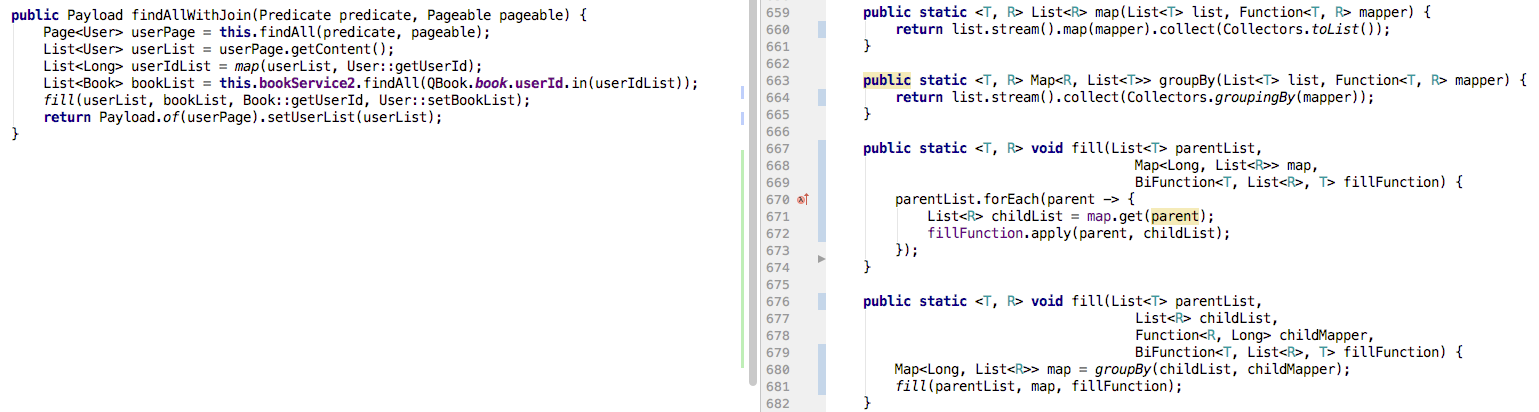 public Payload findAllWithJoin(Predicate predicate, Pageable pageable) {
    Page<User> userPage = this.findAll(predicate, pageable);
    List<User> userList = userPage.getContent();
    List<Long> userIdList = map(userList, User::getUserId);
    List<Book> bookList = this.bookService2.findAll(QBook.book.userId.in(userIdList));
    fill(userList, bookList, Book::getUserId, User::setBookList);
    return Payload.of(userPage).setUserList(userList);
}
659 public static <T, R> List<R> map(List<T> list, Function<T, R> mapper) {
660     return list.stream().map(mapper).collect(Collectors.toList());
661 }
662
663 public static <T, R> Map<R, List<T>> groupBy(List<T> list, Function<T, R> mapper) {
664     return list.stream().collect(Collectors.groupingBy(mapper));
665 }
666
667 public static <T, R> void fill(List<T> parentList,
668                                   Map<Long, List<R>> map,
669                                   BiFunction<T, List<R>, T> fillFunction) {
670     parentList.forEach(parent -> {
671         List<R> childList = map.get(parent);
672         fillFunction.apply(parent, childList);
673     });
674 }
675
676 public static <T, R> void fill(List<T> parentList,
677                                   List<R> childList,
678                                   Function<R, Long> childMapper,
679                                   BiFunction<T, List<R>, T> fillFunction) {
680     Map<Long, List<R>> map = groupBy(childList, childMapper);
681     fill(parentList, map, fillFunction);
682 }